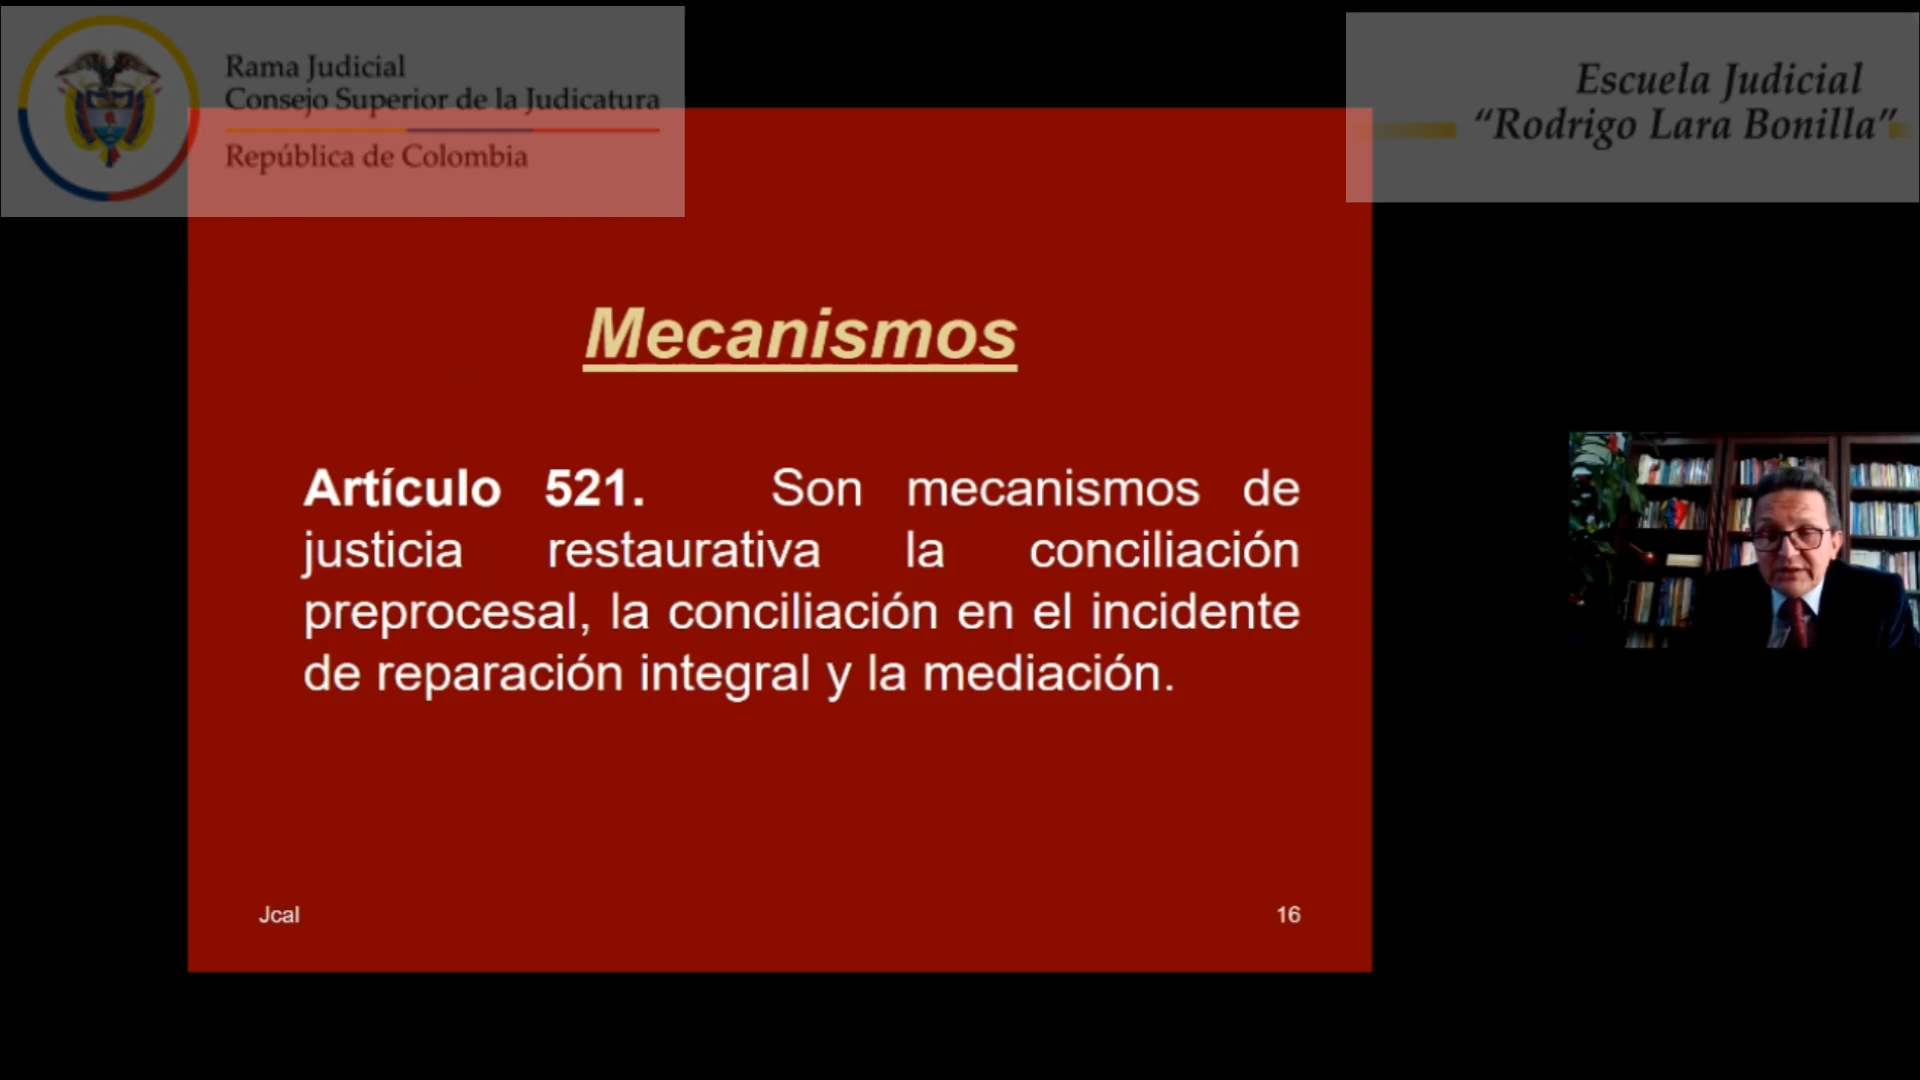 Rama Judicial
Consejo Superior de la Judicatura
República de Colombia
Escuela Judicial
“Rodrigo Lara Bonilla”
Mecanismos
Artículo 521. Son mecanismos de
justicia restaurativa la conciliación
preprocesal, la conciliación en el incidente
de reparación integral y la mediación.
Jcal
16